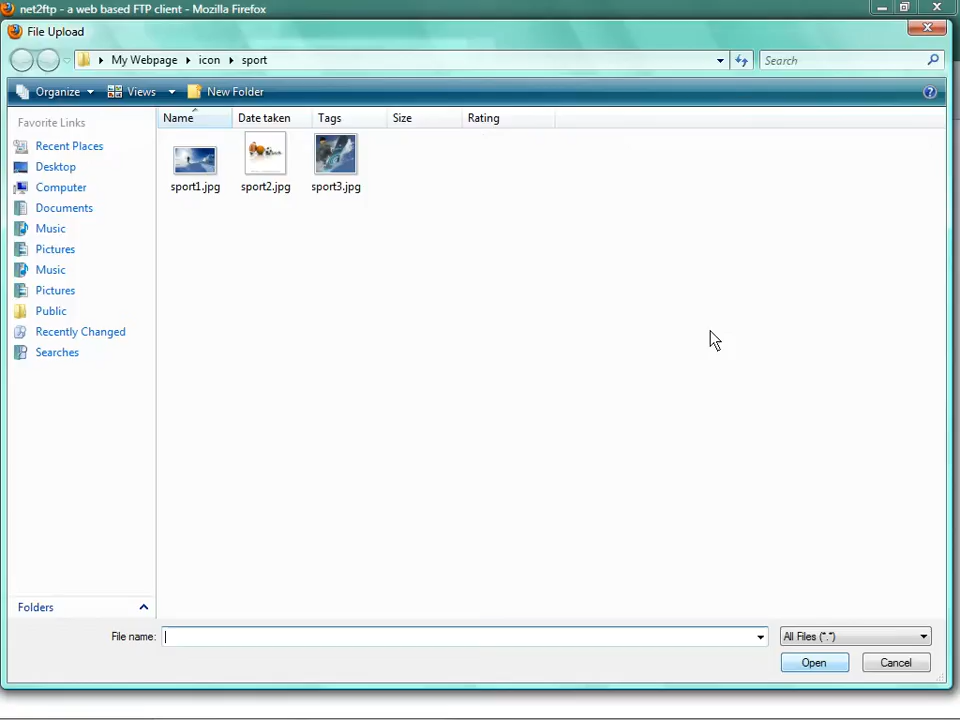 net2ftp - a web based FTP client - Mozilla Firefox
File Upload
My Webpage icon sport
Search
Organize Views New Folder
Favorite Links
Recent Places
Desktop
Computer
Documents
Music
Pictures
Music
Pictures
Public
Recently Changed
Searches
Folders
Name Date taken Tags Size Rating
sport1.jpg sport2.jpg sport3.jpg
File name:
All Files (*.*)
Open Cancel